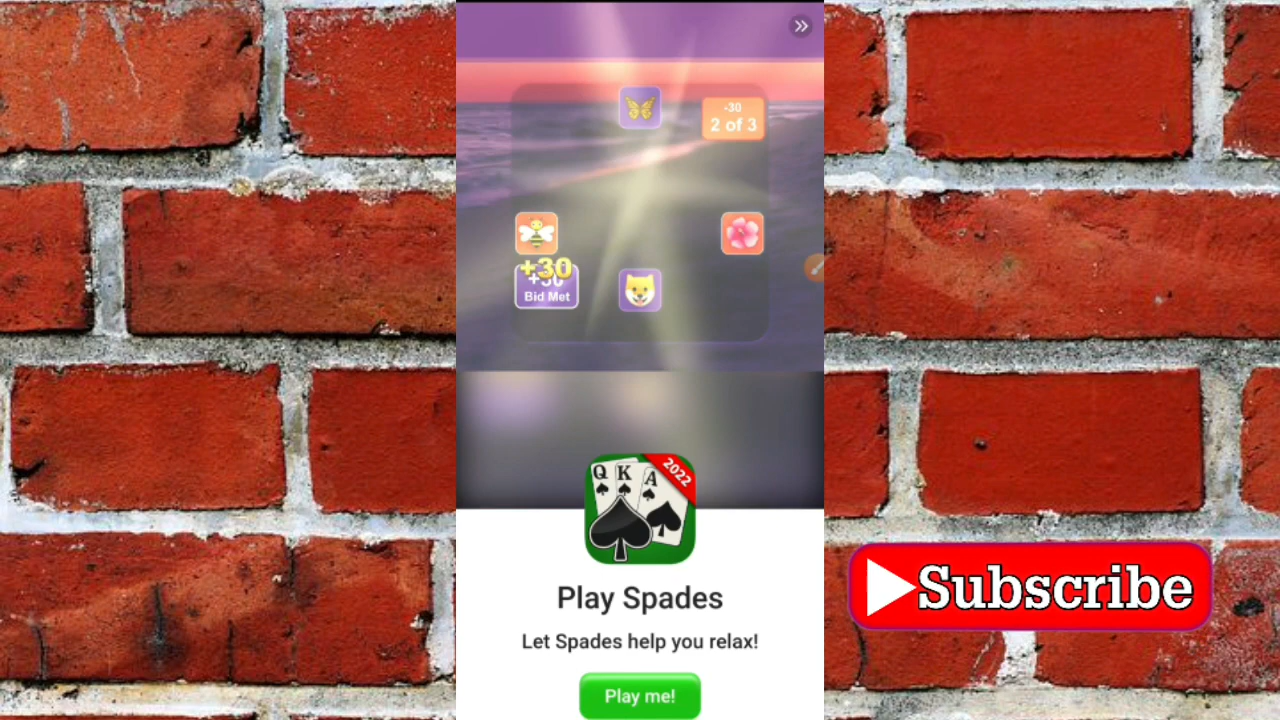 -30
2 of 3
+30
Bid Met
Q K A
2022
Play Spades
Let Spades help you relax!
Play me!
Subscribe